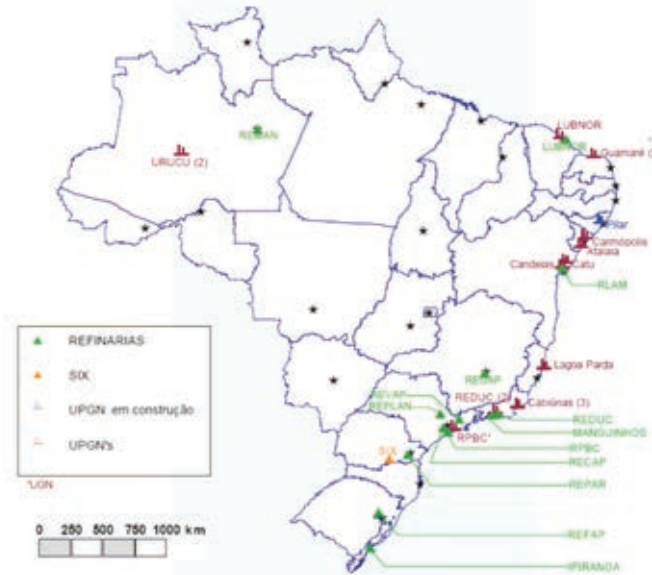 LUBNOR
LUBNOR
Guamaré (
REMAN
URUCU (2)
Pilar
Carmópolis
Atalaia
Candeias
Catu
RLAM
Lagoa Parda
REDUC (2)
Cabiúnas (3)
REVAP
REPLAN
REDUC
MANGUINHOS
RPBC*
RPBC
RECAP
SIX
REPAR
REFAP
IPIRANGA
REFINARIAS
SIX
UPGN em construção
UPGN's
*UGN
0 250 500 750 1000 km